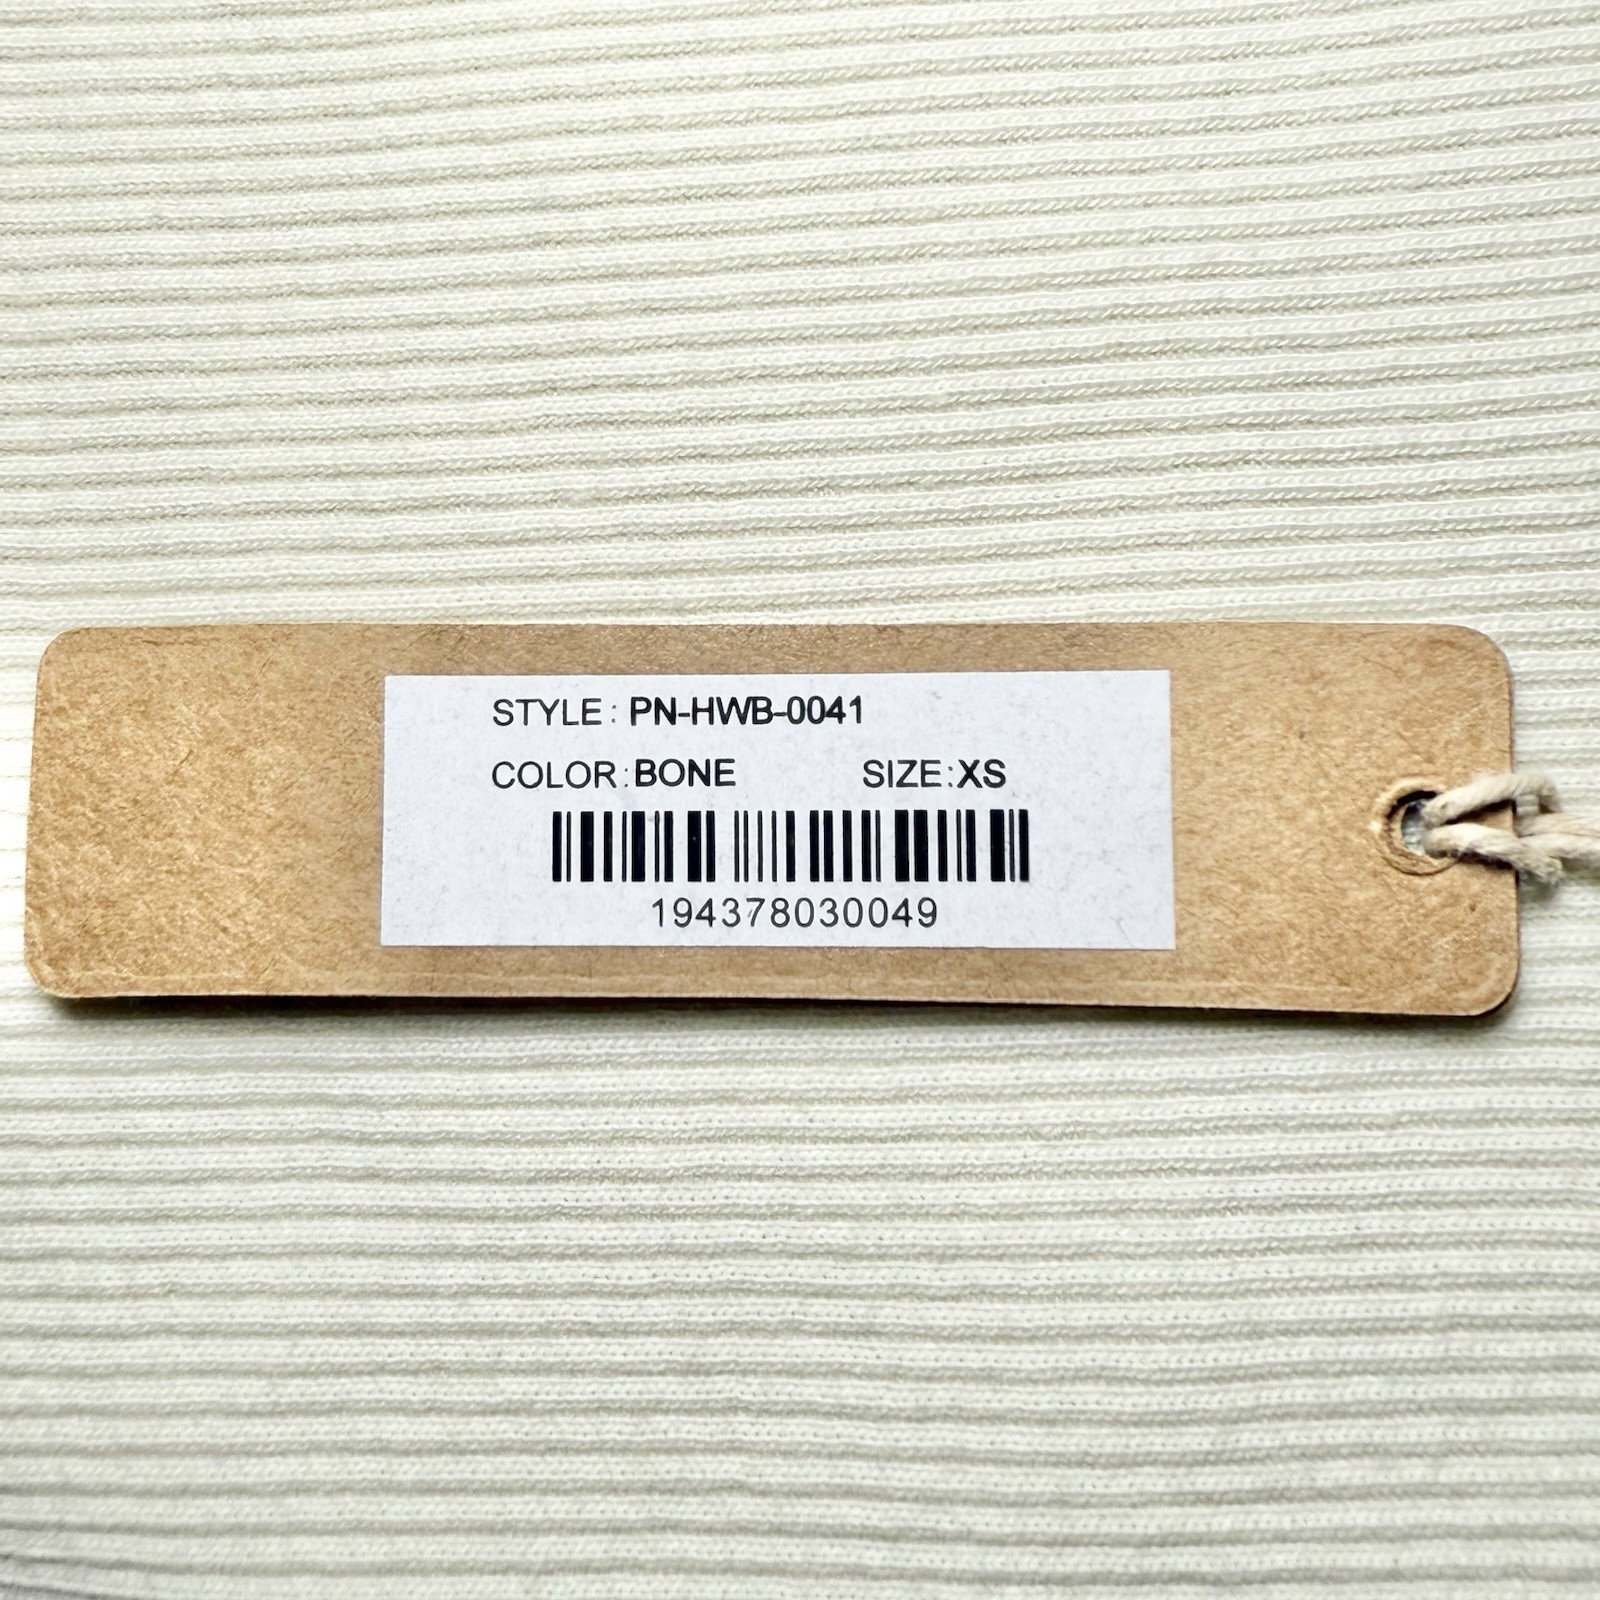 STYLE: PN-HWB-0041
COLOR:BONE SIZE:XS
194378030049